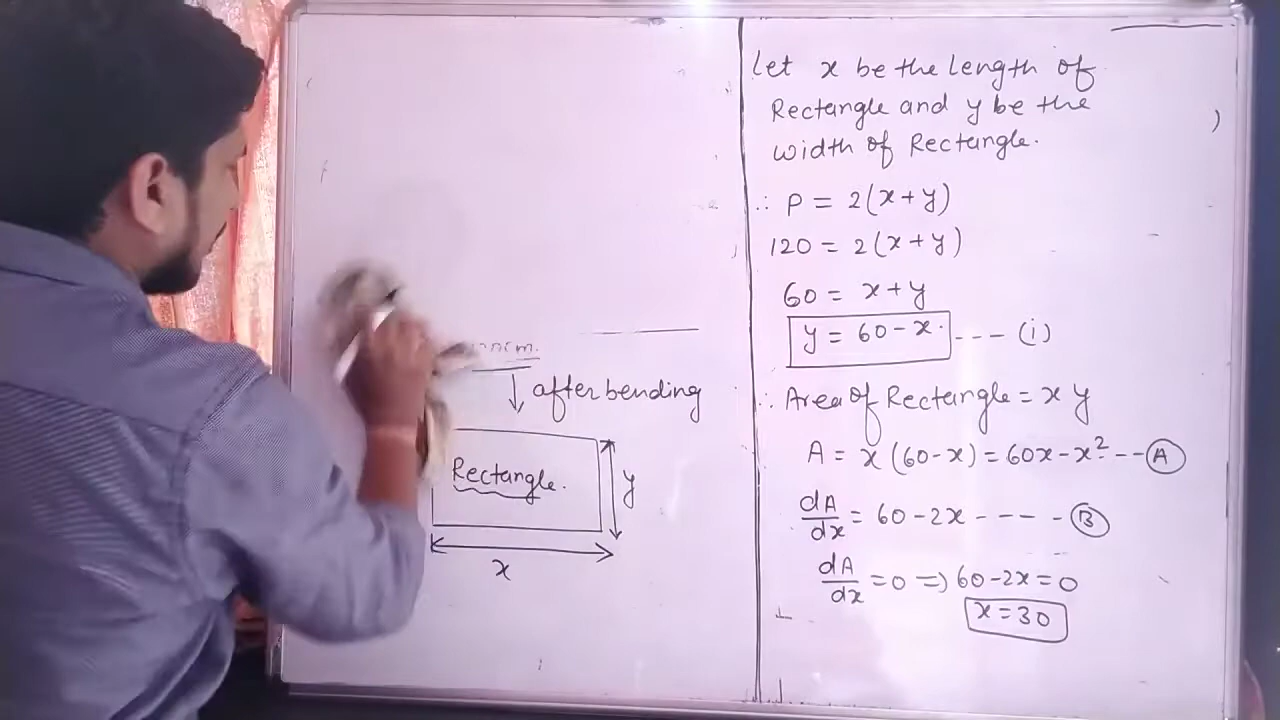 after bending
Rectangle.
y
x
Let x be the Length of
Rectangle and y be the
width of Rectangle.
∴ P = 2(x+y)
120 = 2(x+y)
60 = x+y
y = 60-x. ---- (i)
∴ Area of Rectangle = x y
A = x (60-x) = 60x-x² --- A
dA/dx = 60-2x ----- B
dA/dx = 0 => 60-2x=0
x=30